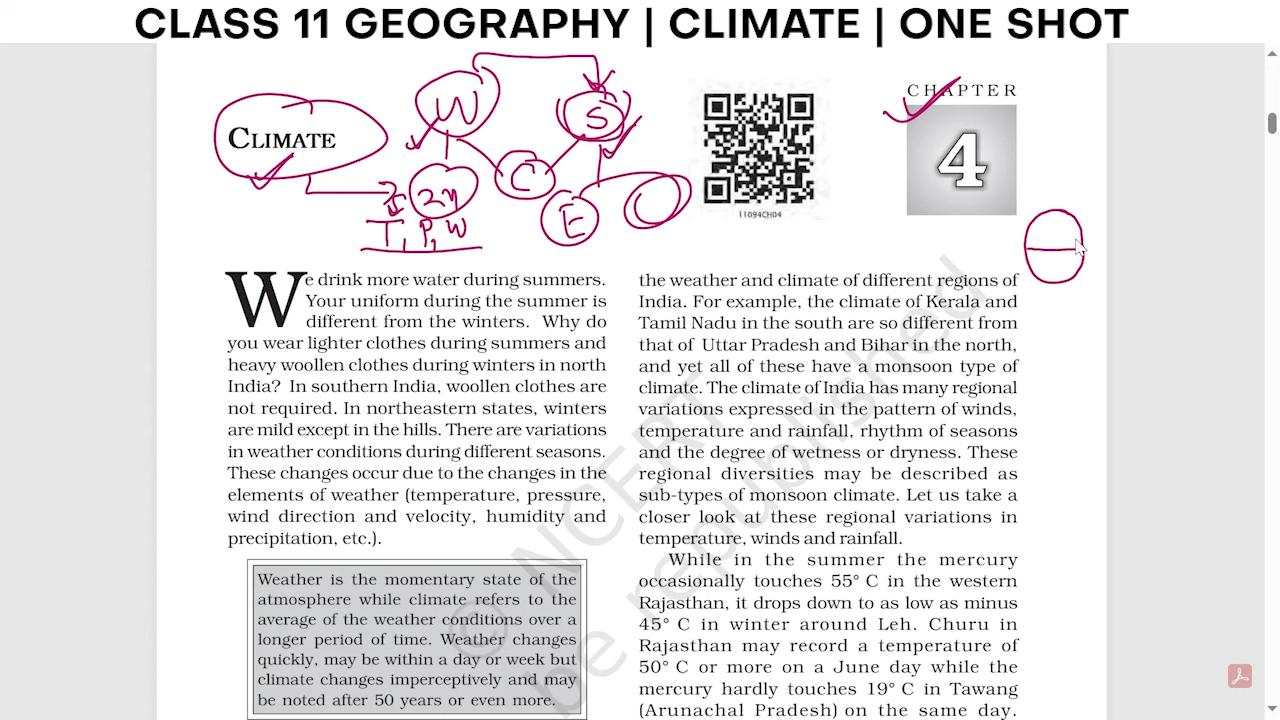 CLASS 11 GEOGRAPHY | CLIMATE | ONE SHOT
CHAPTER
4
CLIMATE
W
S
C
E
T, P, W
11094CH04
We drink more water during summers.
Your uniform during the summer is
different from the winters. Why do
you wear lighter clothes during summers and
heavy woollen clothes during winters in north
India? In southern India, woollen clothes are
not required. In northeastern states, winters
are mild except in the hills. There are variations
in weather conditions during different seasons.
These changes occur due to the changes in the
elements of weather (temperature, pressure,
wind direction and velocity, humidity and
precipitation, etc.).
Weather is the momentary state of the
atmosphere while climate refers to the
average of the weather conditions over a
longer period of time. Weather changes
quickly, may be within a day or week but
climate changes imperceptively and may
be noted after 50 years or even more.
the weather and climate of different regions of
India. For example, the climate of Kerala and
Tamil Nadu in the south are so different from
that of Uttar Pradesh and Bihar in the north,
and yet all of these have a monsoon type of
climate. The climate of India has many regional
variations expressed in the pattern of winds,
temperature and rainfall, rhythm of seasons
and the degree of wetness or dryness. These
regional diversities may be described as
sub-types of monsoon climate. Let us take a
closer look at these regional variations in
temperature, winds and rainfall.
While in the summer the mercury
occasionally touches 55° C in the western
Rajasthan, it drops down to as low as minus
45° C in winter around Leh. Churu in
Rajasthan may record a temperature of
50° C or more on a June day while the
mercury hardly touches 19° C in Tawang
(Arunachal Pradesh) on the same day.
© NCERT
be republished